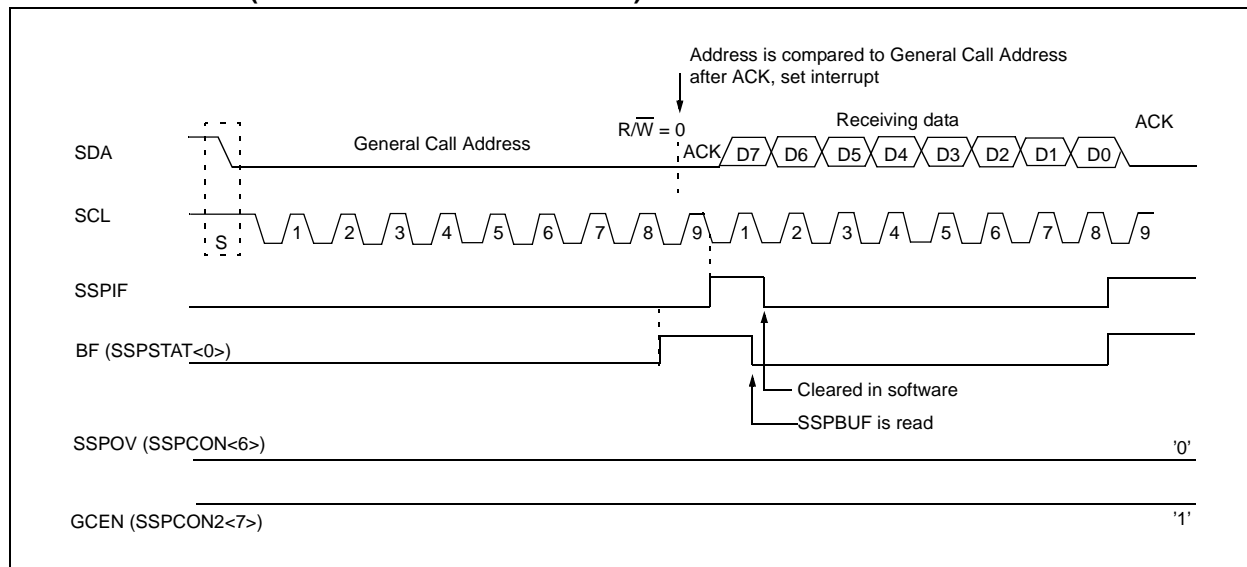 Address is compared to General Call Address
after ACK, set interrupt
R/W = 0
Receiving data
ACK
SDA
General Call Address
ACK
D7 D6 D5 D4 D3 D2 D1 D0
SCL
S
1 2 3 4 5 6 7 8 9 1 2 3 4 5 6 7 8 9
SSPIF
BF (SSPSTAT<0>)
Cleared in software
SSPBUF is read
SSPOV (SSPCON<6>)
'0'
GCEN (SSPCON2<7>)
'1'